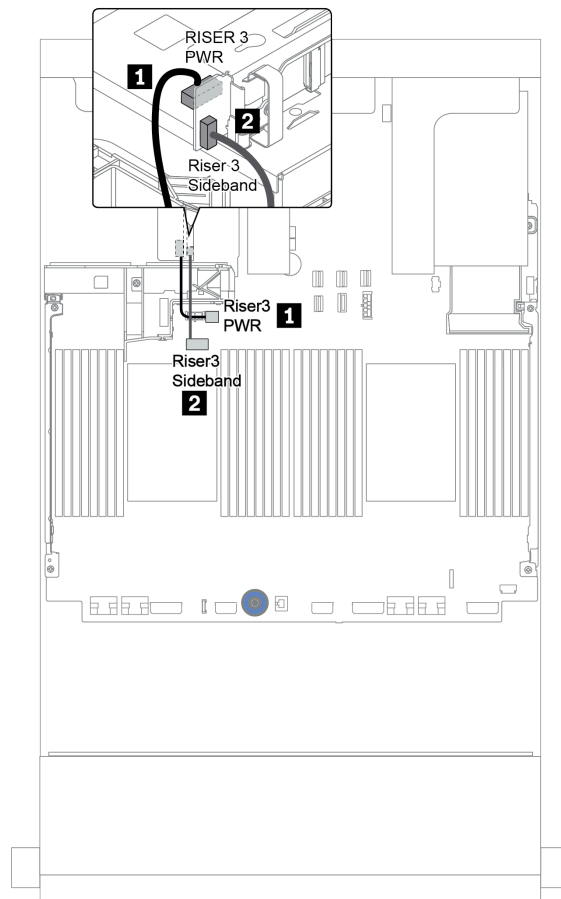 RISER 3
PWR
1
2
Riser 3
Sideband
Riser3
PWR
1
Riser3
Sideband
2